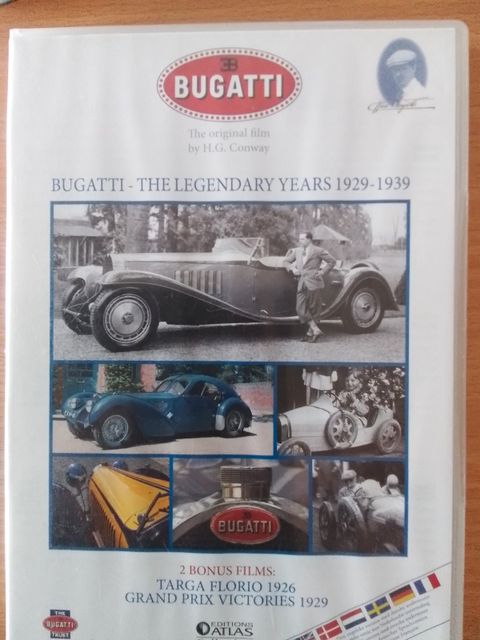 EB
BUGATTI
The original film
by H.G. Conway
BUGATTI - THE LEGENDARY YEARS 1929-1939
BUGATTI
2 BONUS FILMS:
TARGA FLORIO 1926
GRAND PRIX VICTORIES 1929
THE
BUGATTI
TRUST
EDITIONS
ATLAS